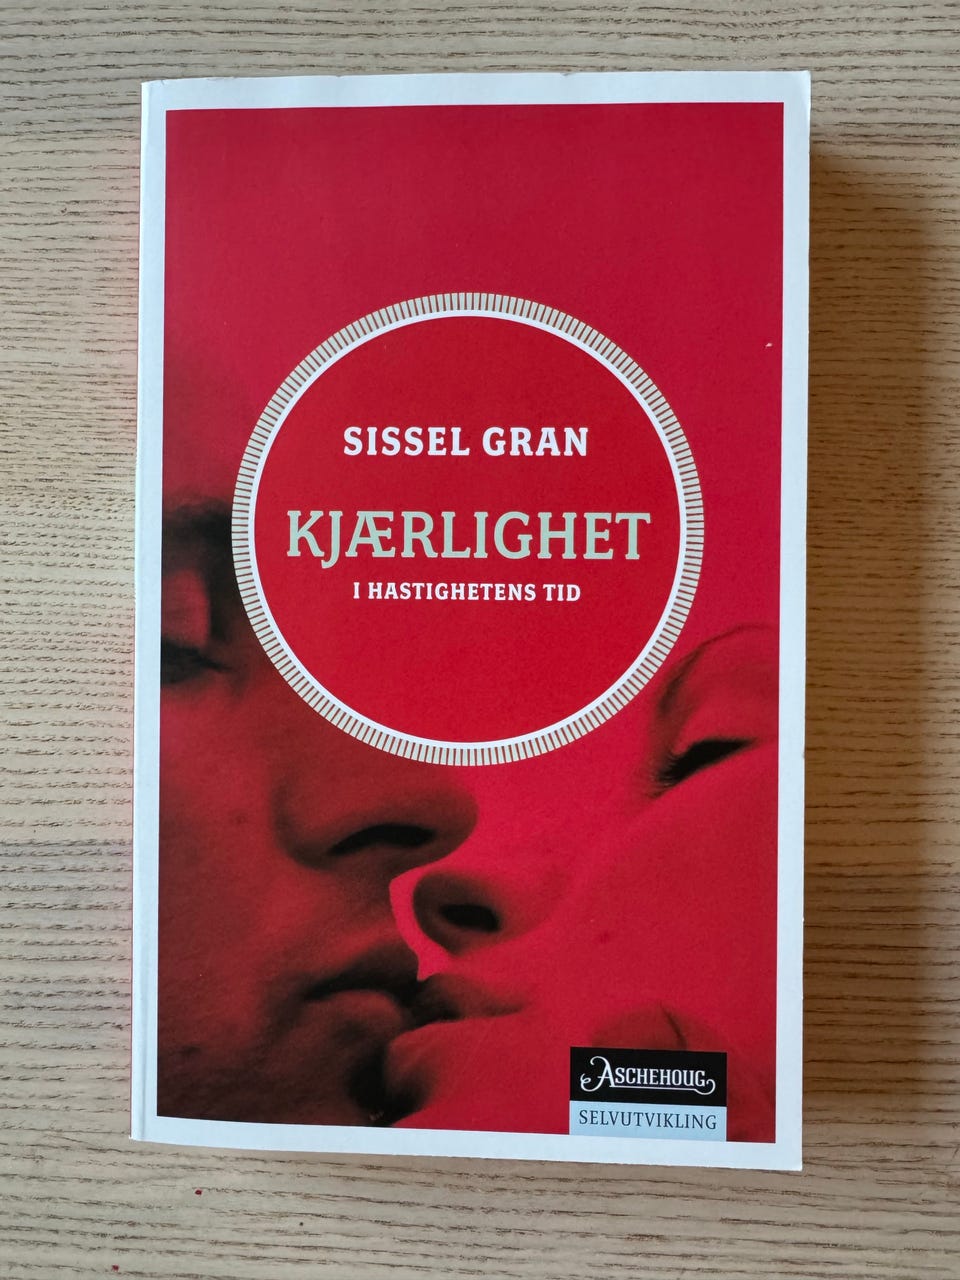 SISSEL GRAN
KJÆRLIGHET
I HASTIGHETENS TID
ASCHEHOUG
SELVUTVIKLING